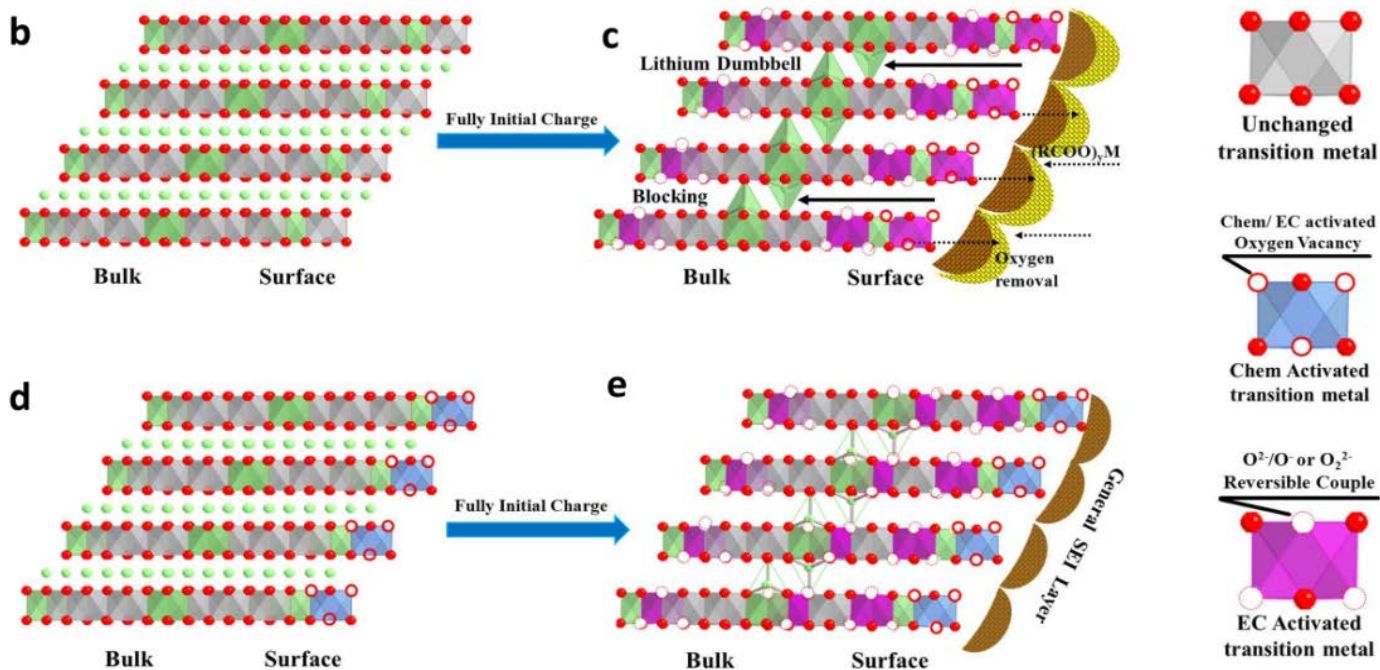 b
Fully Initial Charge
Bulk
Surface
c
Lithium Dumbbell
(RCOO)yM
Blocking
Oxygen
removal
Bulk
Surface
Unchanged
transition metal
Chem/ EC activated
Oxygen Vacancy
Chem Activated
transition metal
d
Fully Initial Charge
Bulk
Surface
e
General SEI Layer
Bulk
Surface
O²⁻/O⁻ or O₂²⁻
Reversible Couple
EC Activated
transition metal